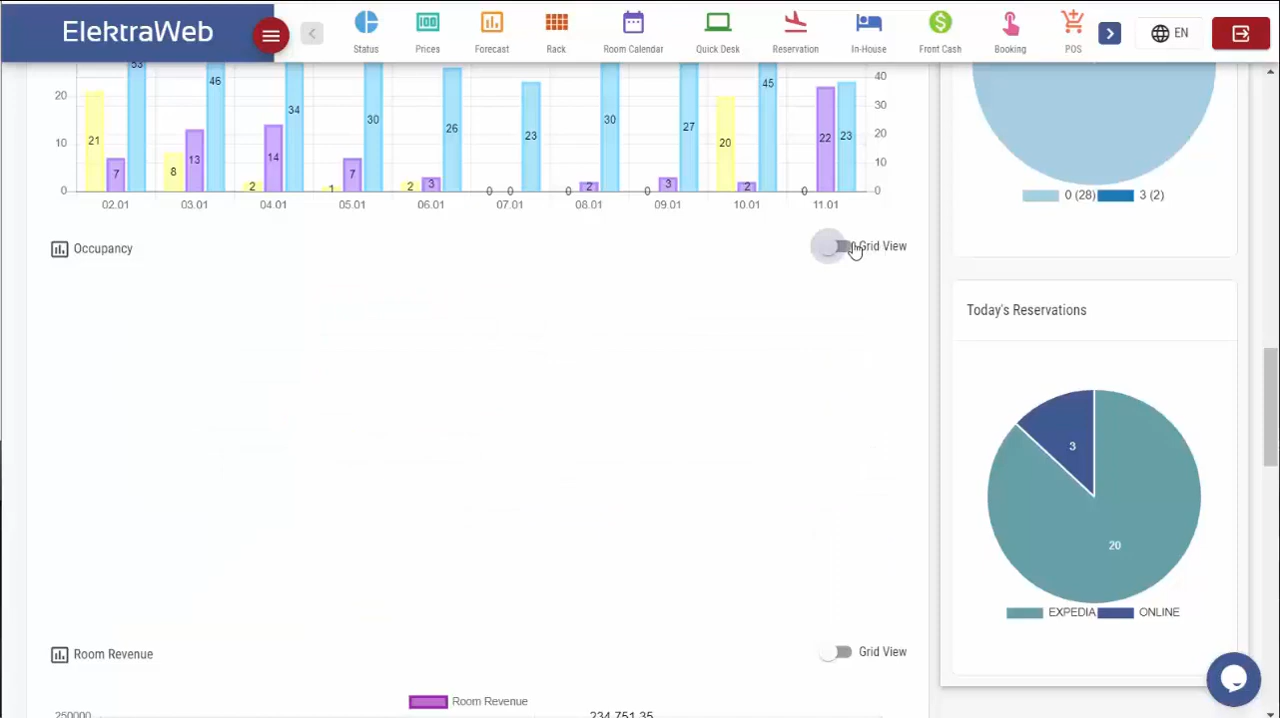 ElektraWeb
Status
Prices
Forecast
Rack
Room Calendar
Quick Desk
Reservation
In-House
Front Cash
Booking
POS
EN
20
10
0
21
7
53
8
13
46
2
14
34
1
7
30
2
3
26
0
0
23
0
2
30
0
3
27
20
2
45
0
22
23
40
30
20
10
0
02.01
03.01
04.01
05.01
06.01
07.01
08.01
09.01
10.01
11.01
0 (28)
3 (2)
Occupancy
Grid View
Today's Reservations
3
20
EXPEDIA
ONLINE
Room Revenue
Grid View
Room Revenue
250000
234,751.35